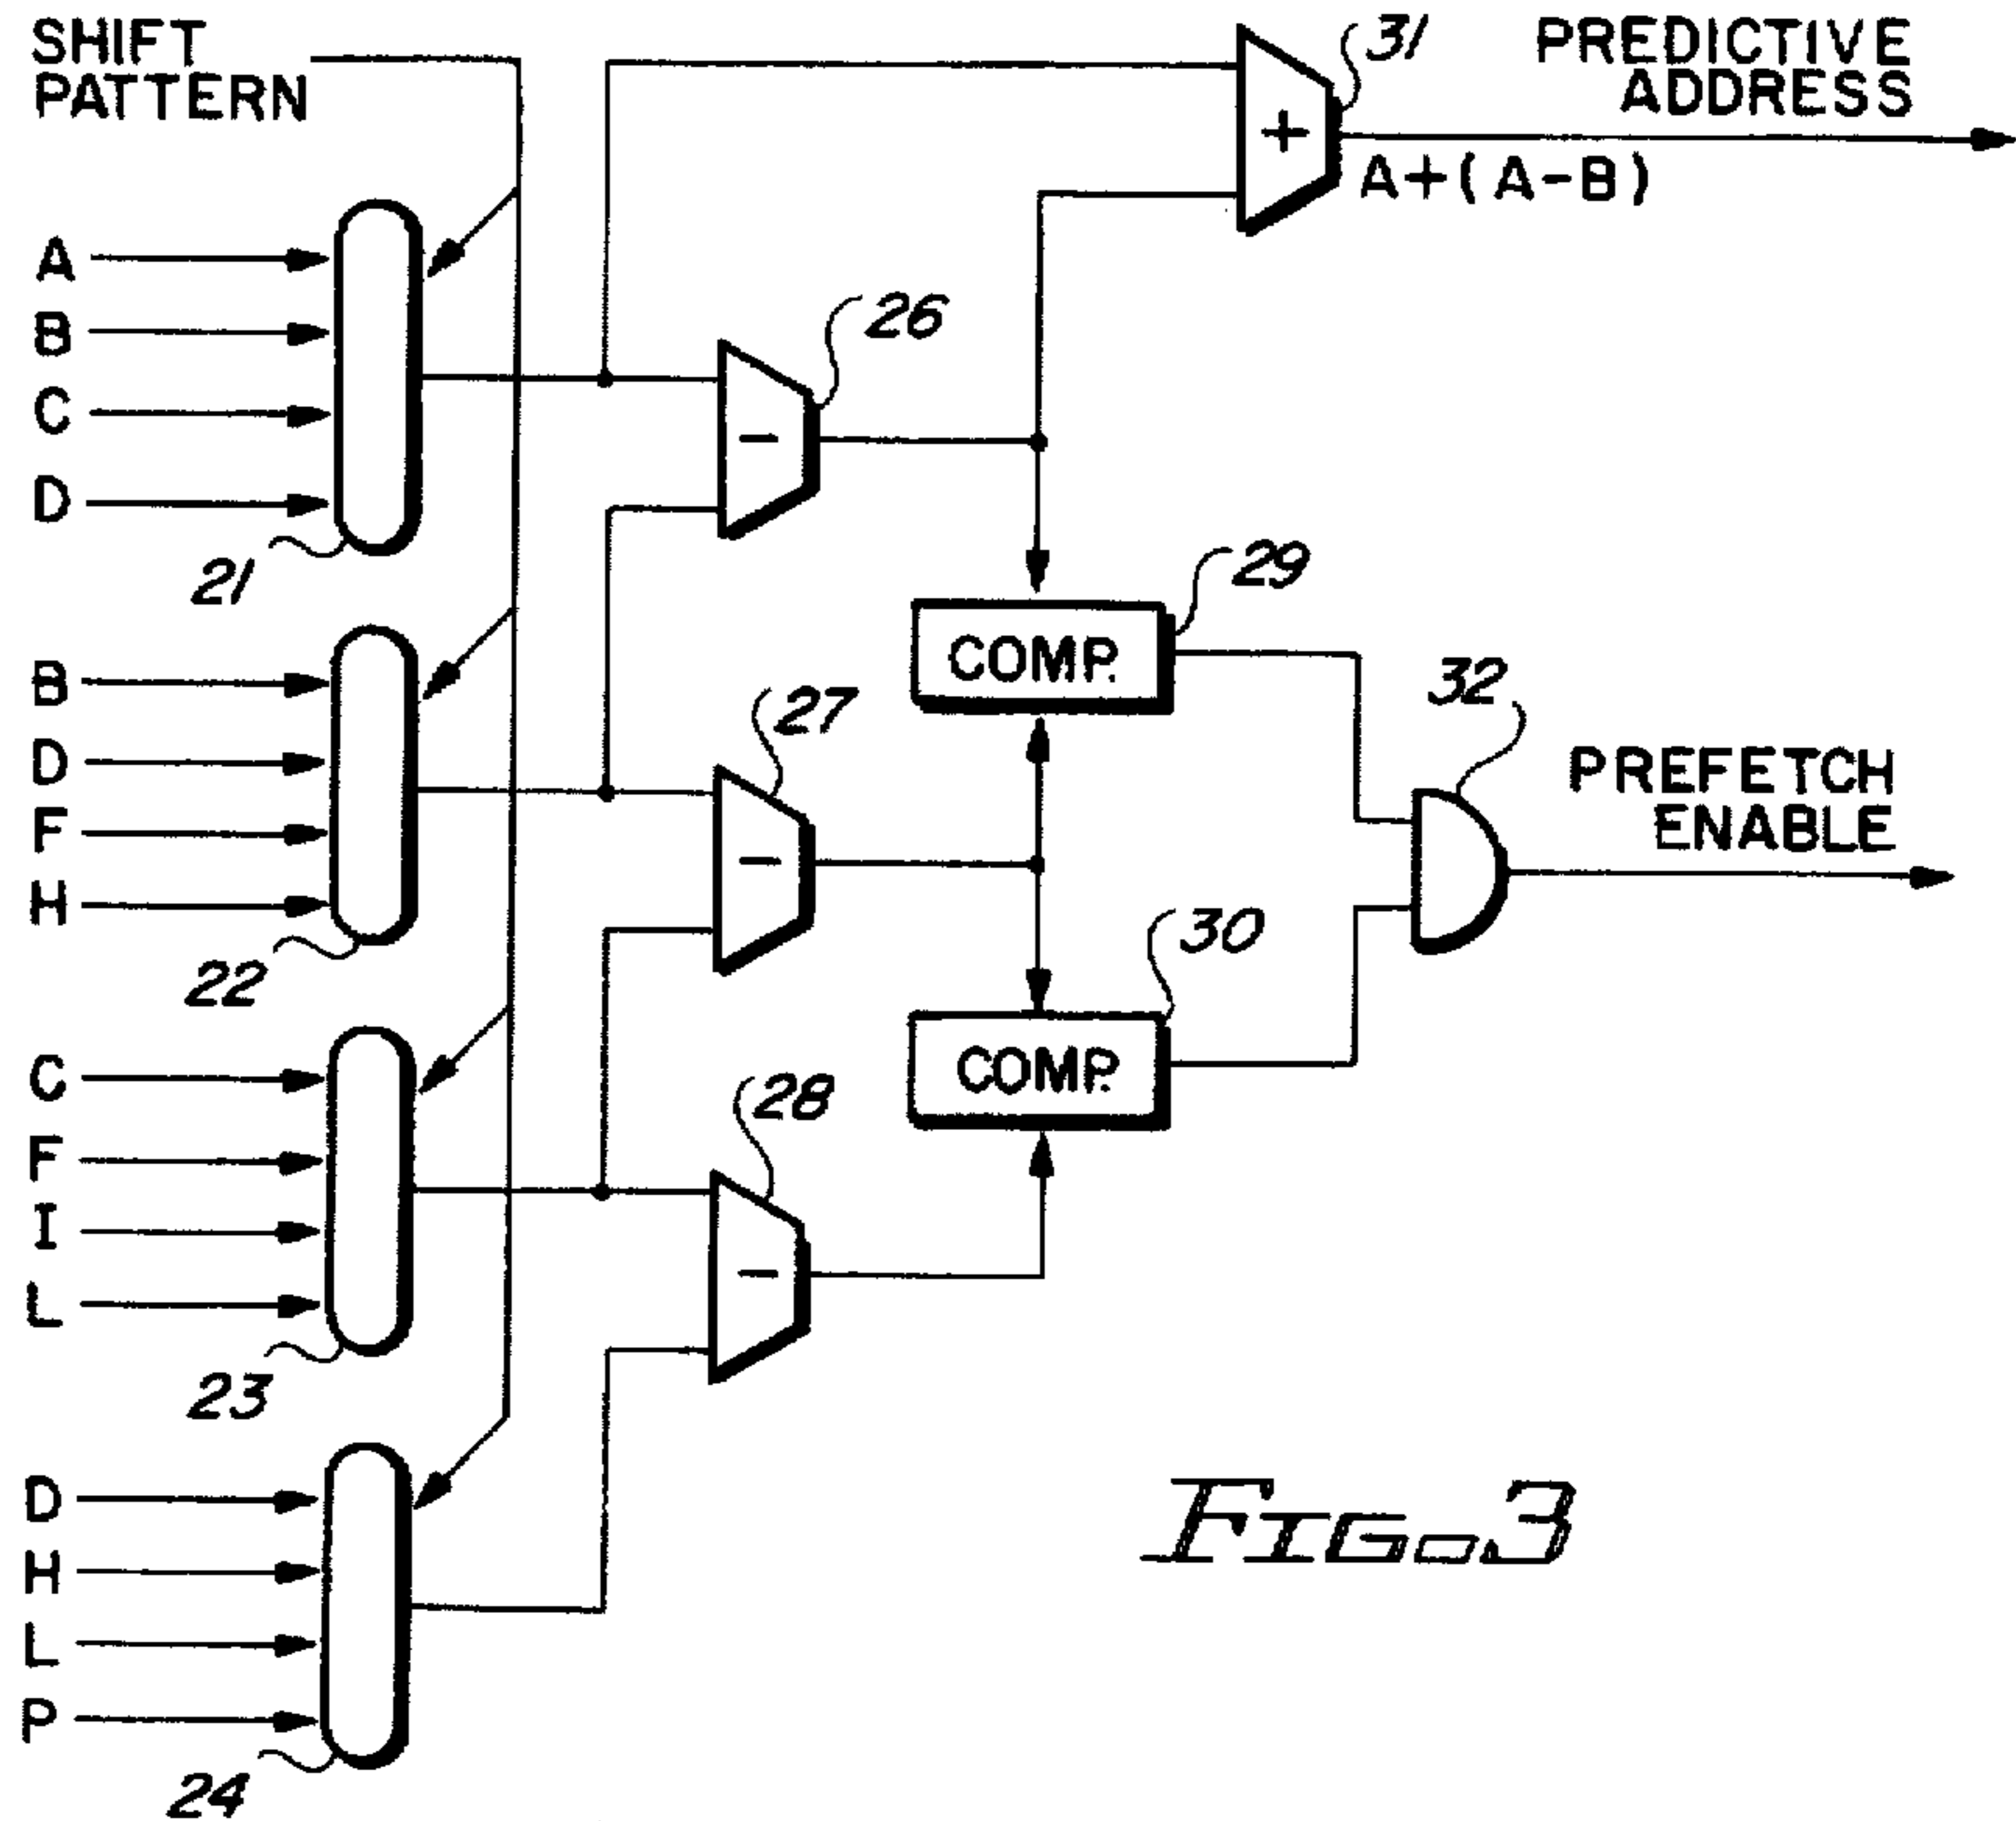 SHIFT
PATTERN
31
PREDICTIVE
ADDRESS
+
A+(A-B)
A
B
C
D
21
26
-
29
COMP.
B
D
F
H
22
27
-
32
PREFETCH
ENABLE
30
COMP.
C
F
I
L
23
28
-
D
H
L
P
24
FIG. 3